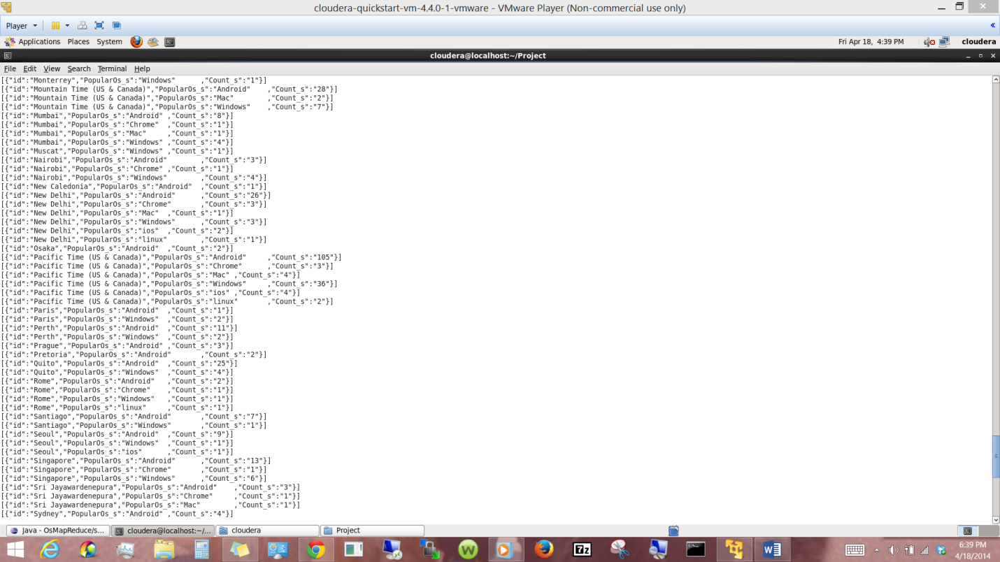 cloudera-quickstart-vm-4.4.0-1-vmware - VMware Player (Non-commercial use only)
Player
Applications Places System Fri Apr 18, 4:39 PM cloudera
cloudera@localhost:~/Project
File Edit View Search Terminal Help
[{"id":"Monterrey","PopularOs_s":"Windows"      ,"Count_s":"1"}]
[{"id":"Mountain Time (US & Canada)","PopularOs_s":"Android"    ,"Count_s":"28"}]
[{"id":"Mountain Time (US & Canada)","PopularOs_s":"Mac"        ,"Count_s":"2"}]
[{"id":"Mountain Time (US & Canada)","PopularOs_s":"Windows"    ,"Count_s":"7"}]
[{"id":"Mumbai","PopularOs_s":"Android" ,"Count_s":"8"}]
[{"id":"Mumbai","PopularOs_s":"Chrome"  ,"Count_s":"1"}]
[{"id":"Mumbai","PopularOs_s":"Mac"     ,"Count_s":"1"}]
[{"id":"Mumbai","PopularOs_s":"Windows" ,"Count_s":"4"}]
[{"id":"Muscat","PopularOs_s":"Windows" ,"Count_s":"1"}]
[{"id":"Nairobi","PopularOs_s":"Android"        ,"Count_s":"3"}]
[{"id":"Nairobi","PopularOs_s":"Chrome" ,"Count_s":"1"}]
[{"id":"Nairobi","PopularOs_s":"Windows"        ,"Count_s":"4"}]
[{"id":"New Caledonia","PopularOs_s":"Android"  ,"Count_s":"1"}]
[{"id":"New Delhi","PopularOs_s":"Android"      ,"Count_s":"26"}]
[{"id":"New Delhi","PopularOs_s":"Chrome"       ,"Count_s":"3"}]
[{"id":"New Delhi","PopularOs_s":"Mac"  ,"Count_s":"1"}]
[{"id":"New Delhi","PopularOs_s":"Windows"      ,"Count_s":"3"}]
[{"id":"New Delhi","PopularOs_s":"ios"  ,"Count_s":"2"}]
[{"id":"New Delhi","PopularOs_s":"linux"        ,"Count_s":"1"}]
[{"id":"Osaka","PopularOs_s":"Android"  ,"Count_s":"2"}]
[{"id":"Pacific Time (US & Canada)","PopularOs_s":"Android"     ,"Count_s":"105"}]
[{"id":"Pacific Time (US & Canada)","PopularOs_s":"Chrome"      ,"Count_s":"3"}]
[{"id":"Pacific Time (US & Canada)","PopularOs_s":"Mac" ,"Count_s":"4"}]
[{"id":"Pacific Time (US & Canada)","PopularOs_s":"Windows"     ,"Count_s":"36"}]
[{"id":"Pacific Time (US & Canada)","PopularOs_s":"ios" ,"Count_s":"4"}]
[{"id":"Pacific Time (US & Canada)","PopularOs_s":"linux"       ,"Count_s":"2"}]
[{"id":"Paris","PopularOs_s":"Android"  ,"Count_s":"1"}]
[{"id":"Paris","PopularOs_s":"Windows"  ,"Count_s":"2"}]
[{"id":"Perth","PopularOs_s":"Android"  ,"Count_s":"11"}]
[{"id":"Perth","PopularOs_s":"Windows"  ,"Count_s":"2"}]
[{"id":"Prague","PopularOs_s":"Android" ,"Count_s":"3"}]
[{"id":"Pretoria","PopularOs_s":"Android"       ,"Count_s":"2"}]
[{"id":"Quito","PopularOs_s":"Android"  ,"Count_s":"25"}]
[{"id":"Quito","PopularOs_s":"Windows"  ,"Count_s":"4"}]
[{"id":"Rome","PopularOs_s":"Android"   ,"Count_s":"2"}]
[{"id":"Rome","PopularOs_s":"Chrome"    ,"Count_s":"1"}]
[{"id":"Rome","PopularOs_s":"Windows"   ,"Count_s":"1"}]
[{"id":"Rome","PopularOs_s":"linux"     ,"Count_s":"1"}]
[{"id":"Santiago","PopularOs_s":"Android"       ,"Count_s":"7"}]
[{"id":"Santiago","PopularOs_s":"Windows"       ,"Count_s":"1"}]
[{"id":"Seoul","PopularOs_s":"Android"  ,"Count_s":"9"}]
[{"id":"Seoul","PopularOs_s":"Windows"  ,"Count_s":"1"}]
[{"id":"Seoul","PopularOs_s":"ios"      ,"Count_s":"1"}]
[{"id":"Singapore","PopularOs_s":"Android"      ,"Count_s":"13"}]
[{"id":"Singapore","PopularOs_s":"Chrome"       ,"Count_s":"1"}]
[{"id":"Singapore","PopularOs_s":"Windows"      ,"Count_s":"6"}]
[{"id":"Sri Jayawardenepura","PopularOs_s":"Android"    ,"Count_s":"3"}]
[{"id":"Sri Jayawardenepura","PopularOs_s":"Chrome"     ,"Count_s":"1"}]
[{"id":"Sri Jayawardenepura","PopularOs_s":"Mac"        ,"Count_s":"1"}]
[{"id":"Sydney","PopularOs_s":"Android" ,"Count_s":"4"}]
Java - OsMapReduce/s... cloudera@localhost:~/... cloudera Project
6:39 PM
4/18/2014